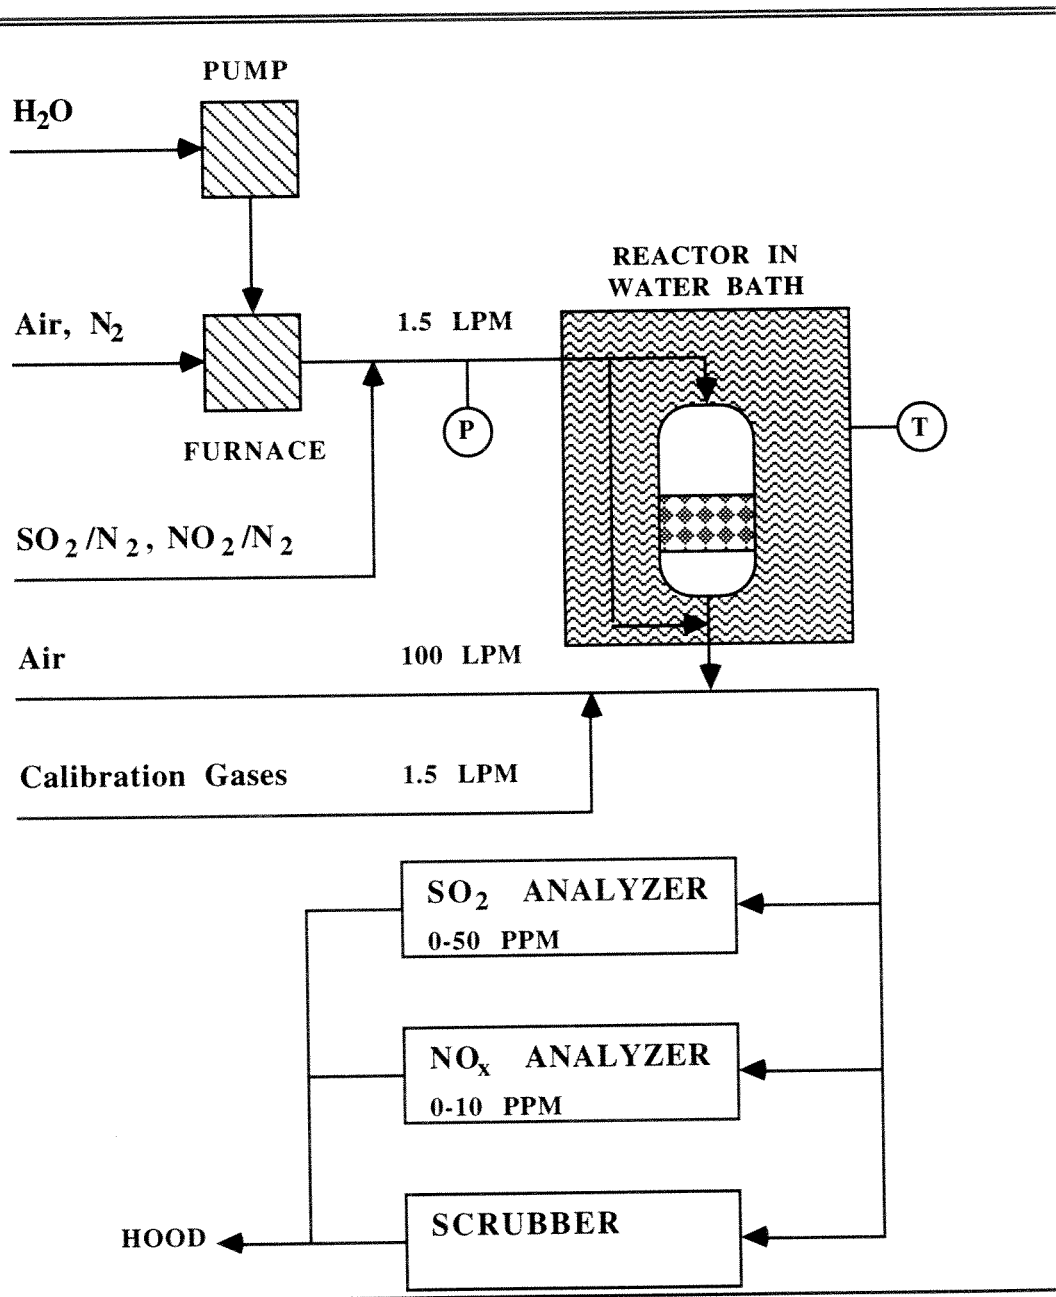 PUMP
H₂O
REACTOR IN
WATER BATH
Air, N₂
1.5 LPM
P
T
FURNACE
SO₂/N₂, NO₂/N₂
Air
100 LPM
Calibration Gases
1.5 LPM
SO₂ ANALYZER
0-50 PPM
NOₓ ANALYZER
0-10 PPM
SCRUBBER
HOOD